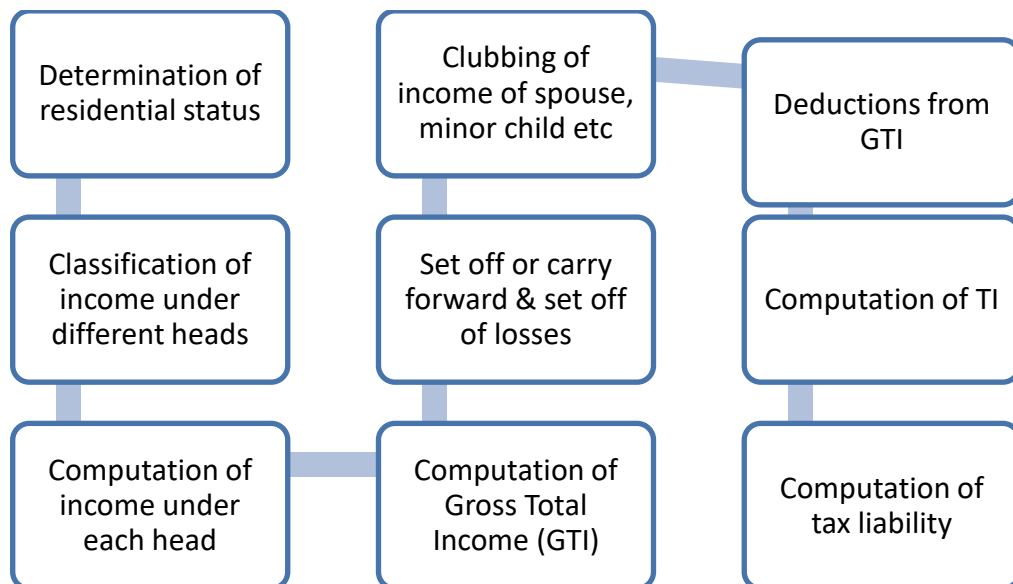 Determination of
residential status
Classification of
income under
different heads
Computation of
income under
each head
Computation of
Gross Total
Income (GTI)
Set off or carry
forward & set off
of losses
Clubbing of
income of spouse,
minor child etc
Deductions from
GTI
Computation of TI
Computation of
tax liability